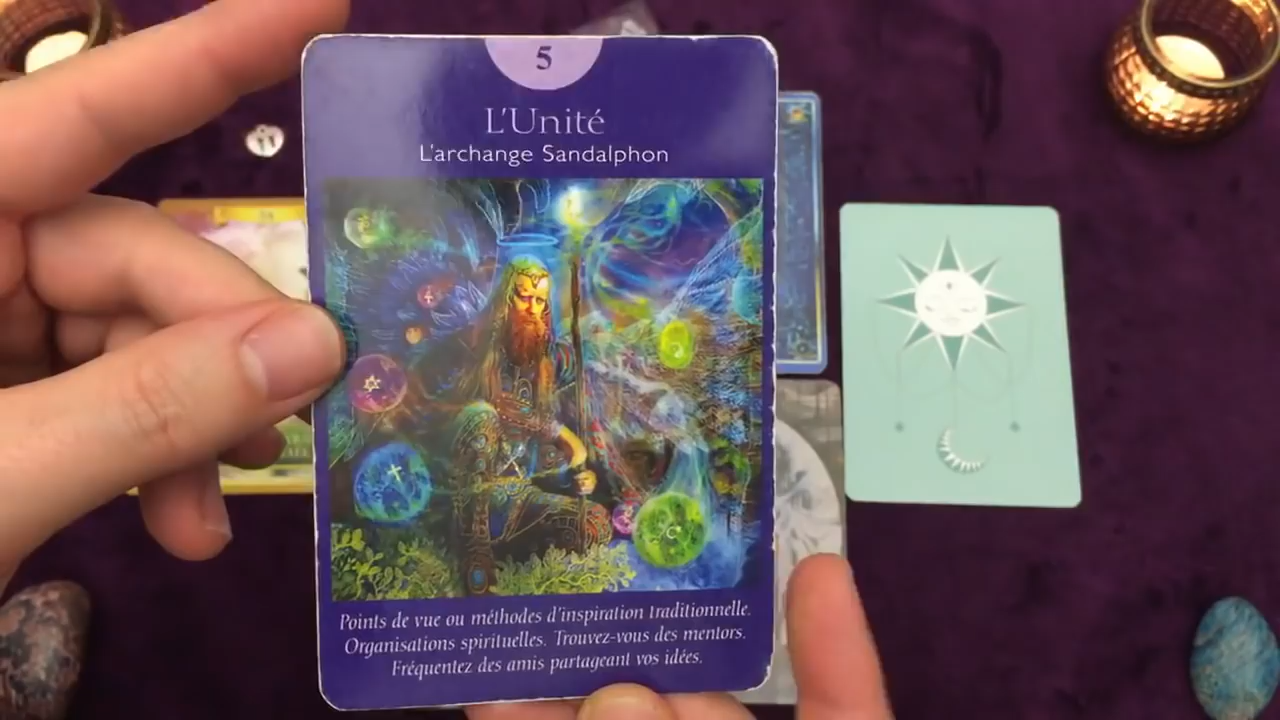 5
L'Unité
L'archange Sandalphon
Points de vue ou méthodes d'inspiration traditionnelle.
Organisations spirituelles. Trouvez-vous des mentors.
Fréquentez des amis partageant vos idées.